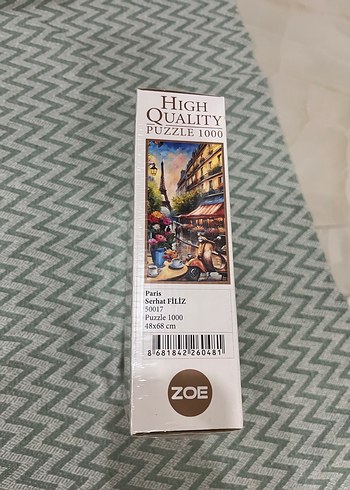 HIGH
QUALITY
PUZZLE 1000
Paris
Serhat FİLİZ
50017
Puzzle 1000
48x68 cm
8 681842 260481
ZOE